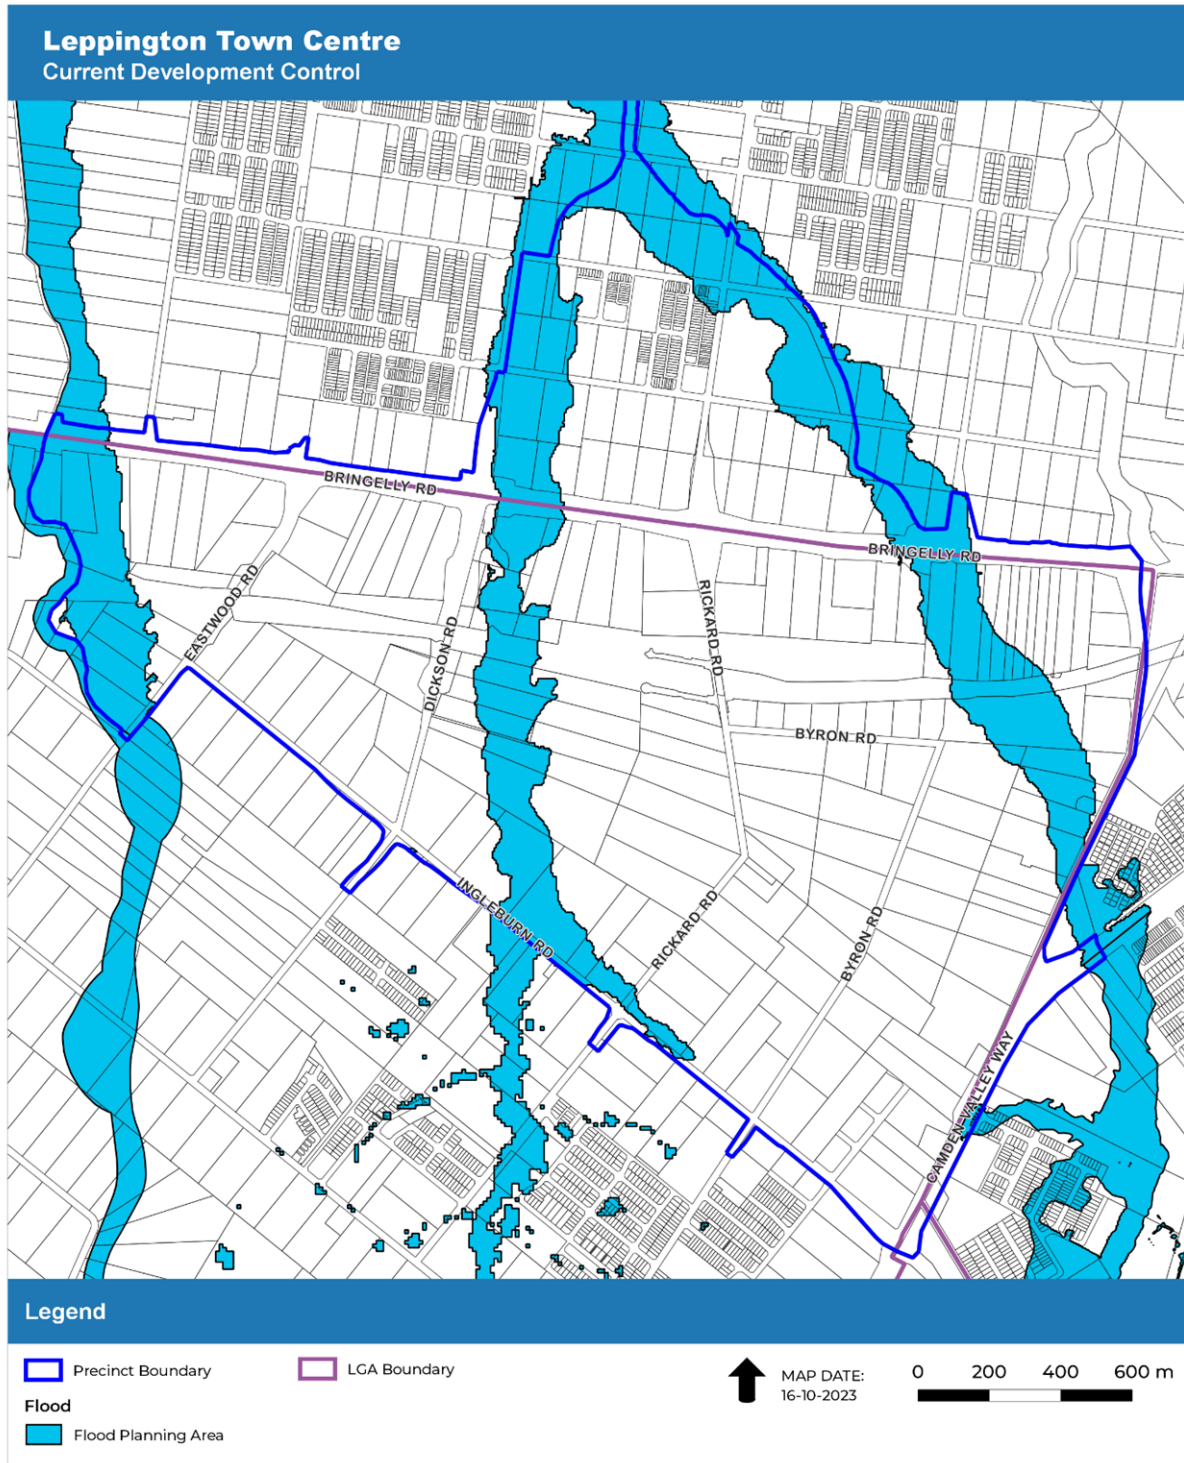 Leppington Town Centre
Current Development Control
BRINGELLY RD
BRINGELLY RD
EASTWOOD RD
DICKSON RD
RICKARD RD
BYRON RD
INGLEBURN RD
RICKARD RD
BYRON RD
CAMDEN VALLEY WAY
Legend
Precinct Boundary
LGA Boundary
MAP DATE:
16-10-2023
0 200 400 600 m
Flood
Flood Planning Area